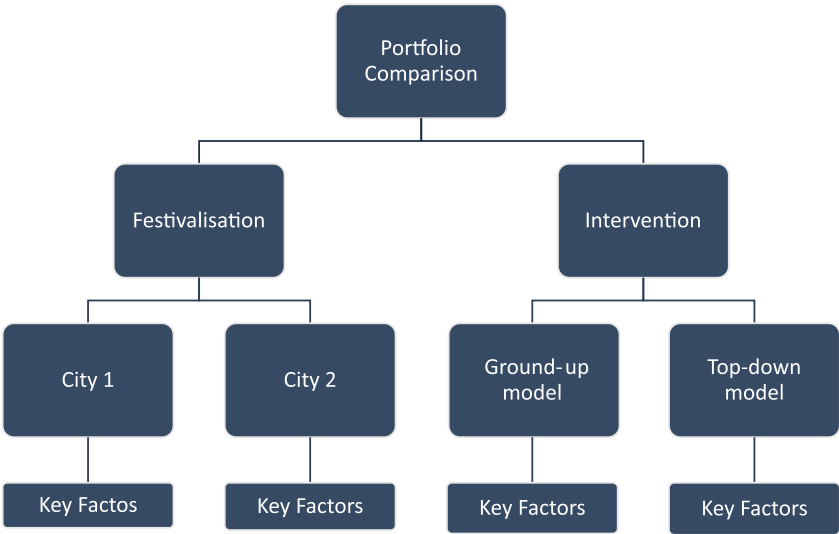 Portfolio
Comparison
Festivalisation
Intervention
City 1
City 2
Ground-up
model
Top-down
model
Key Factos
Key Factors
Key Factors
Key Factors